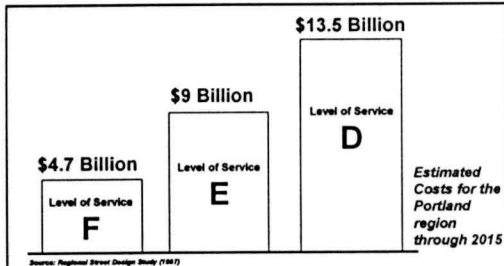 $13.5 Billion
$9 Billion
$4.7 Billion
Level of Service
D
Level of Service
E
Level of Service
F
Estimated
Costs for the
Portland
region
through 2015
Source: Regional Street Design Study (1997)